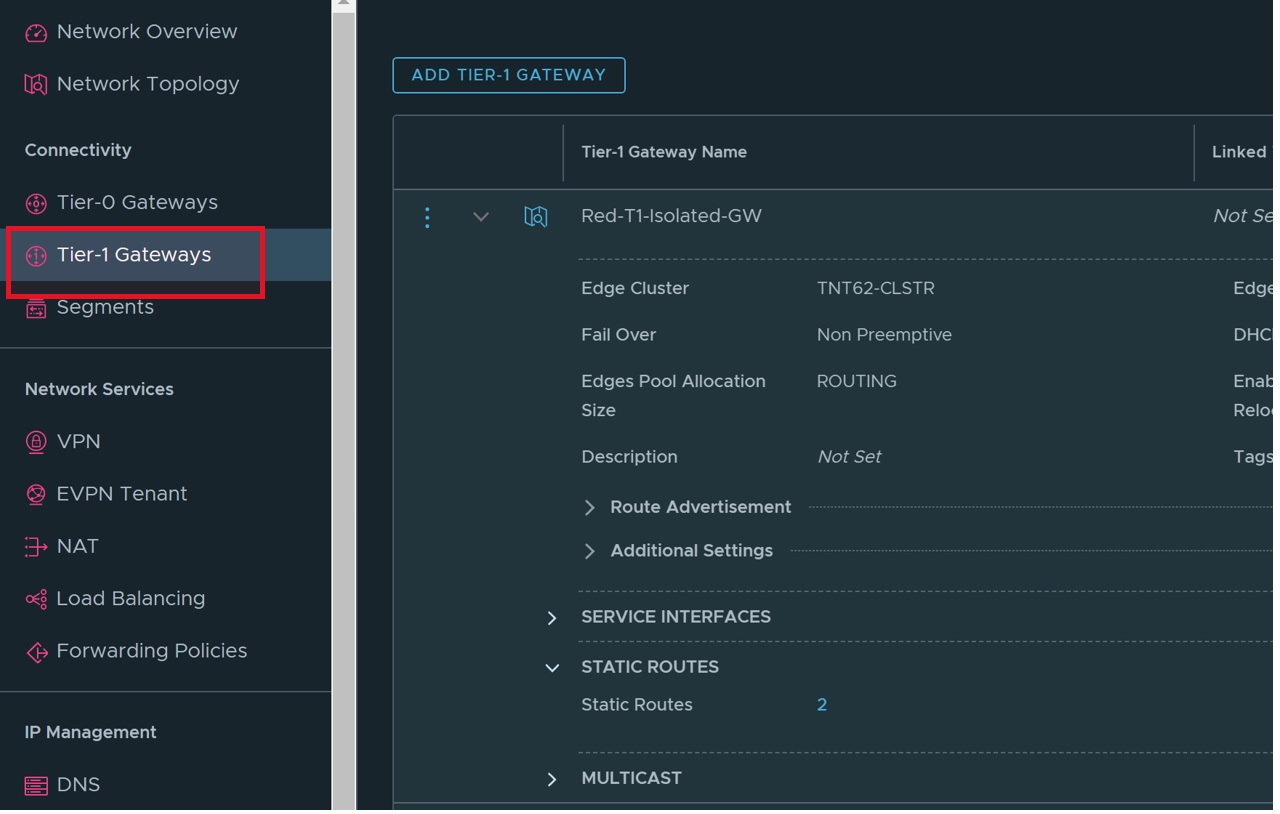 Network Overview
Network Topology
Connectivity
Tier-0 Gateways
Tier-1 Gateways
Segments
Network Services
VPN
EVPN Tenant
NAT
Load Balancing
Forwarding Policies
IP Management
DNS
ADD TIER-1 GATEWAY
Tier-1 Gateway Name Linked
Red-T1-Isolated-GW Not Se
Edge Cluster TNT62-CLSTR Edge
Fail Over Non Preemptive DHC
Edges Pool Allocation ROUTING Enab
Size Reloc
Description Not Set Tags
Route Advertisement
Additional Settings
SERVICE INTERFACES
STATIC ROUTES
Static Routes 2
MULTICAST